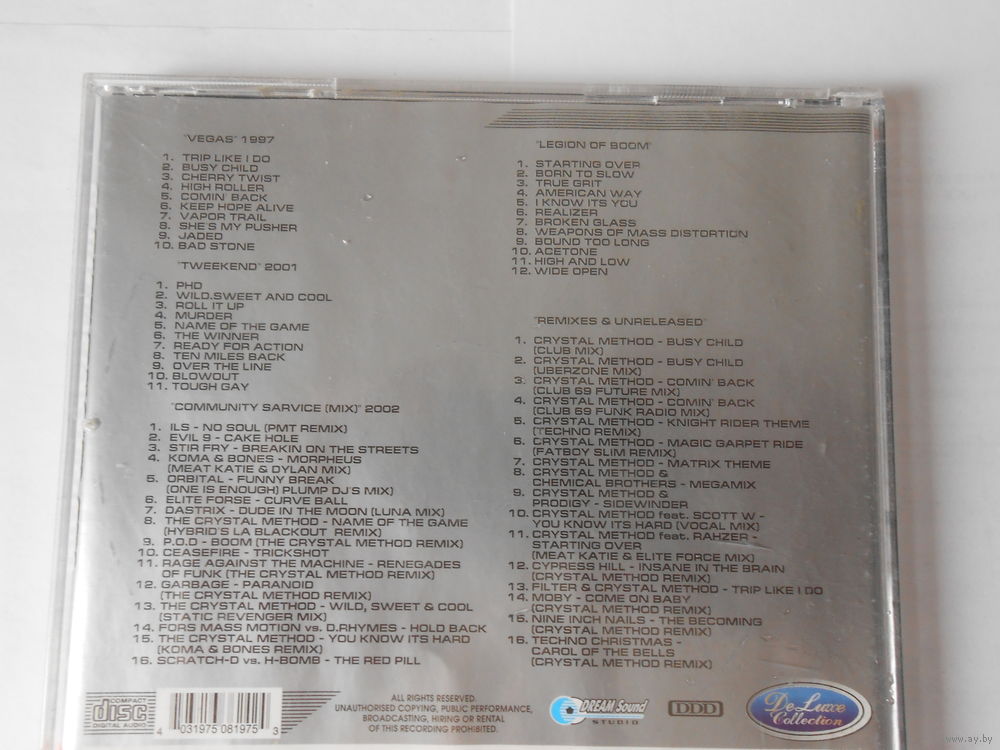 "VEGAS" 1997
1. TRIP LIKE I DO
2. BUSY CHILD
3. CHERRY TWIST
4. HIGH ROLLER
5. COMIN' BACK
6. KEEP HOPE ALIVE
7. VAPOR TRAIL
8. SHE'S MY PUSHER
9. JADED
10. BAD STONE
"TWEEKEND" 2001
1. PHD
2. WILD.SWEET AND COOL
3. ROLL IT UP
4. MURDER
5. NAME OF THE GAME
6. THE WINNER
7. READY FOR ACTION
8. TEN MILES BACK
9. OVER THE LINE
10. BLOWOUT
11. TOUGH GAY
"COMMUNITY SARVICE (MIX)" 2002
1. ILS - NO SOUL (PMT REMIX)
2. EVIL 9 - CAKE HOLE
3. STIR FRY - BREAKIN ON THE STREETS
4. KOMA & BONES - MORPHEUS
(MEAT KATIE & DYLAN MIX)
5. ORBITAL - FUNNY BREAK
(ONE IS ENOUGH) PLUMP DJ'S MIX)
6. ELITE FORSE - CURVE BALL
7. DASTRIX - DUDE IN THE MOON (LUNA MIX)
8. THE CRYSTAL METHOD - NAME OF THE GAME
(HYBRID'S LA BLACKOUT REMIX)
9. P.O.D - BOOM (THE CRYSTAL METHOD REMIX)
10. CEASEFIRE - TRICKSHOT
11. RAGE AGAINST THE MACHINE - RENEGADES
OF FUNK (THE CRYSTAL METHOD REMIX)
12. GARBAGE - PARANOID
(THE CRYSTAL METHOD REMIX)
13. THE CRYSTAL METHOD - WILD, SWEET & COOL
(STATIC REVENGER MIX)
14. FORS MASS MOTION vs. D.RHYMES - HOLD BACK
15. THE CRYSTAL METHOD - YOU KNOW ITS HARD
(KOMA & BONES REMIX)
16. SCRATCH-D vs. H-BOMB - THE RED PILL
"LEGION OF BOOM"
1. STARTING OVER
2. BORN TO SLOW
3. TRUE GRIT
4. AMERICAN WAY
5. I KNOW ITS YOU
6. REALIZER
7. BROKEN GLASS
8. WEAPONS OF MASS DISTORTION
9. BOUND TOO LONG
10. ACETONE
11. HIGH AND LOW
12. WIDE OPEN
"REMIXES & UNRELEASED"
1. CRYSTAL METHOD - BUSY CHILD
(CLUB MIX)
2. CRYSTAL METHOD - BUSY CHILD
(UBERZONE MIX)
3. CRYSTAL METHOD - COMIN' BACK
(CLUB 69 FUTURE MIX)
4. CRYSTAL METHOD - COMIN' BACK
(CLUB 69 FUNK RADIO MIX)
5. CRYSTAL METHOD - KNIGHT RIDER THEME
(TECHNO REMIX)
6. CRYSTAL METHOD - MAGIC GARPET RIDE
(FATBOY SLIM REMIX)
7. CRYSTAL METHOD - MATRIX THEME
8. CRYSTAL METHOD &
CHEMICAL BROTHERS - MEGAMIX
9. CRYSTAL METHOD &
PRODIGY - SIDEWINDER
10. CRYSTAL METHOD feat. SCOTT W -
YOU KNOW ITS HARD (VOCAL MIX)
11. CRYSTAL METHOD feat. RAHZER -
STARTING OVER
(MEAT KATIE & ELITE FORCE MIX)
12. CYPRESS HILL - INSANE IN THE BRAIN
(CRYSTAL METHOD REMIX)
13. FILTER & CRYSTAL METHOD - TRIP LIKE I DO
14. MOBY - COME ON BABY
(CRYSTAL METHOD REMIX)
15. NINE INCH NAILS - THE BECOMING
(CRYSTAL METHOD REMIX)
16. TECHNO CHRISTMAS -
CAROL OF THE BELLS
(CRYSTAL METHOD REMIX)
COMPACT
disc
DIGITAL AUDIO
4 031975 081975 3
ALL RIGHTS RESERVED.
UNAUTHORISED COPYING, PUBLIC PERFORMANCE,
BROADCASTING, HIRING OR RENTAL
OF THIS RECORDING PROHIBITED.
DREAM Sound
STUDIO
DDD
De Luxe
Collection
www.ay.by